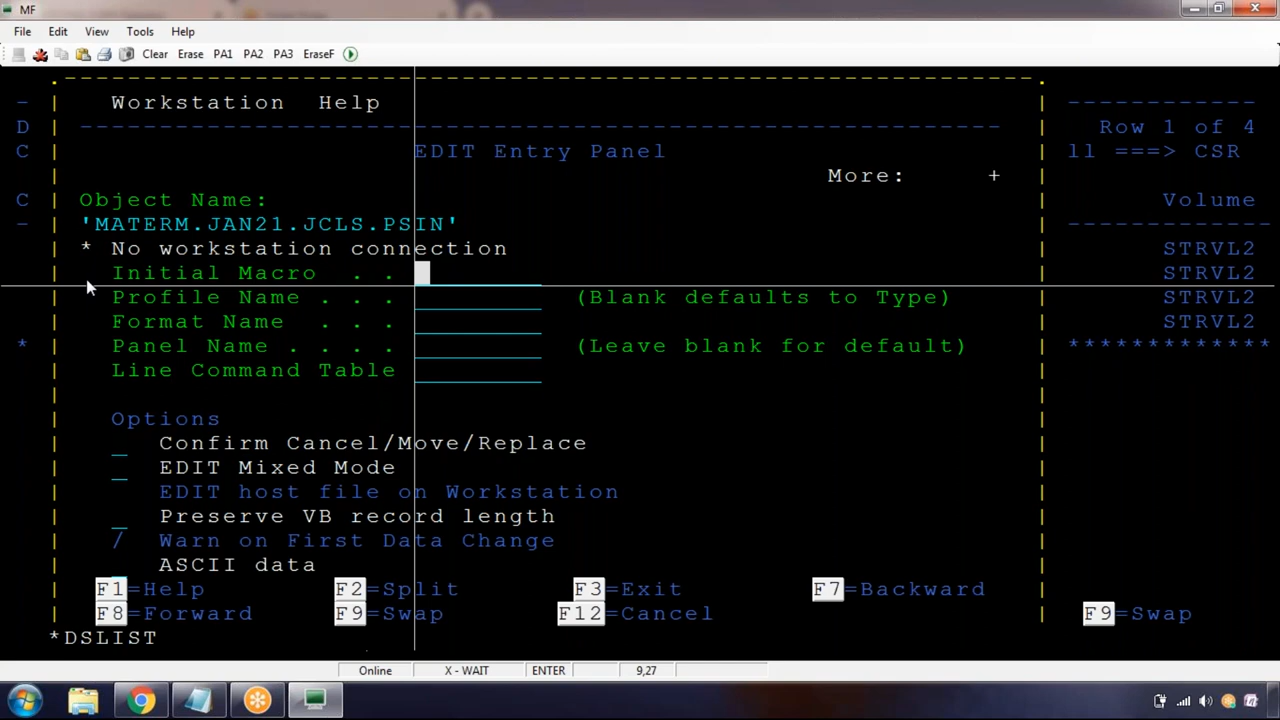 MF
File Edit View Tools Help
Clear Erase PA1 PA2 PA3 EraseF
Workstation Help
EDIT Entry Panel
More: +
Object Name:
'MATERM.JAN21.JCLS.PSIN'
* No workstation connection
Initial Macro . .
Profile Name . . . (Blank defaults to Type)
Format Name . . .
Panel Name . . . . (Leave blank for default)
Line Command Table
Options
Confirm Cancel/Move/Replace
EDIT Mixed Mode
EDIT host file on Workstation
Preserve VB record length
/ Warn on First Data Change
ASCII data
F1=Help F2=Split F3=Exit F7=Backward
F8=Forward F9=Swap F12=Cancel
*DSLIST
-
D
C
C
-
*
------------
Row 1 of 4
ll ===> CSR
Volume
------------
STRVL2
STRVL2
STRVL2
STRVL2
*************
F9=Swap
Online X - WAIT ENTER 9,27